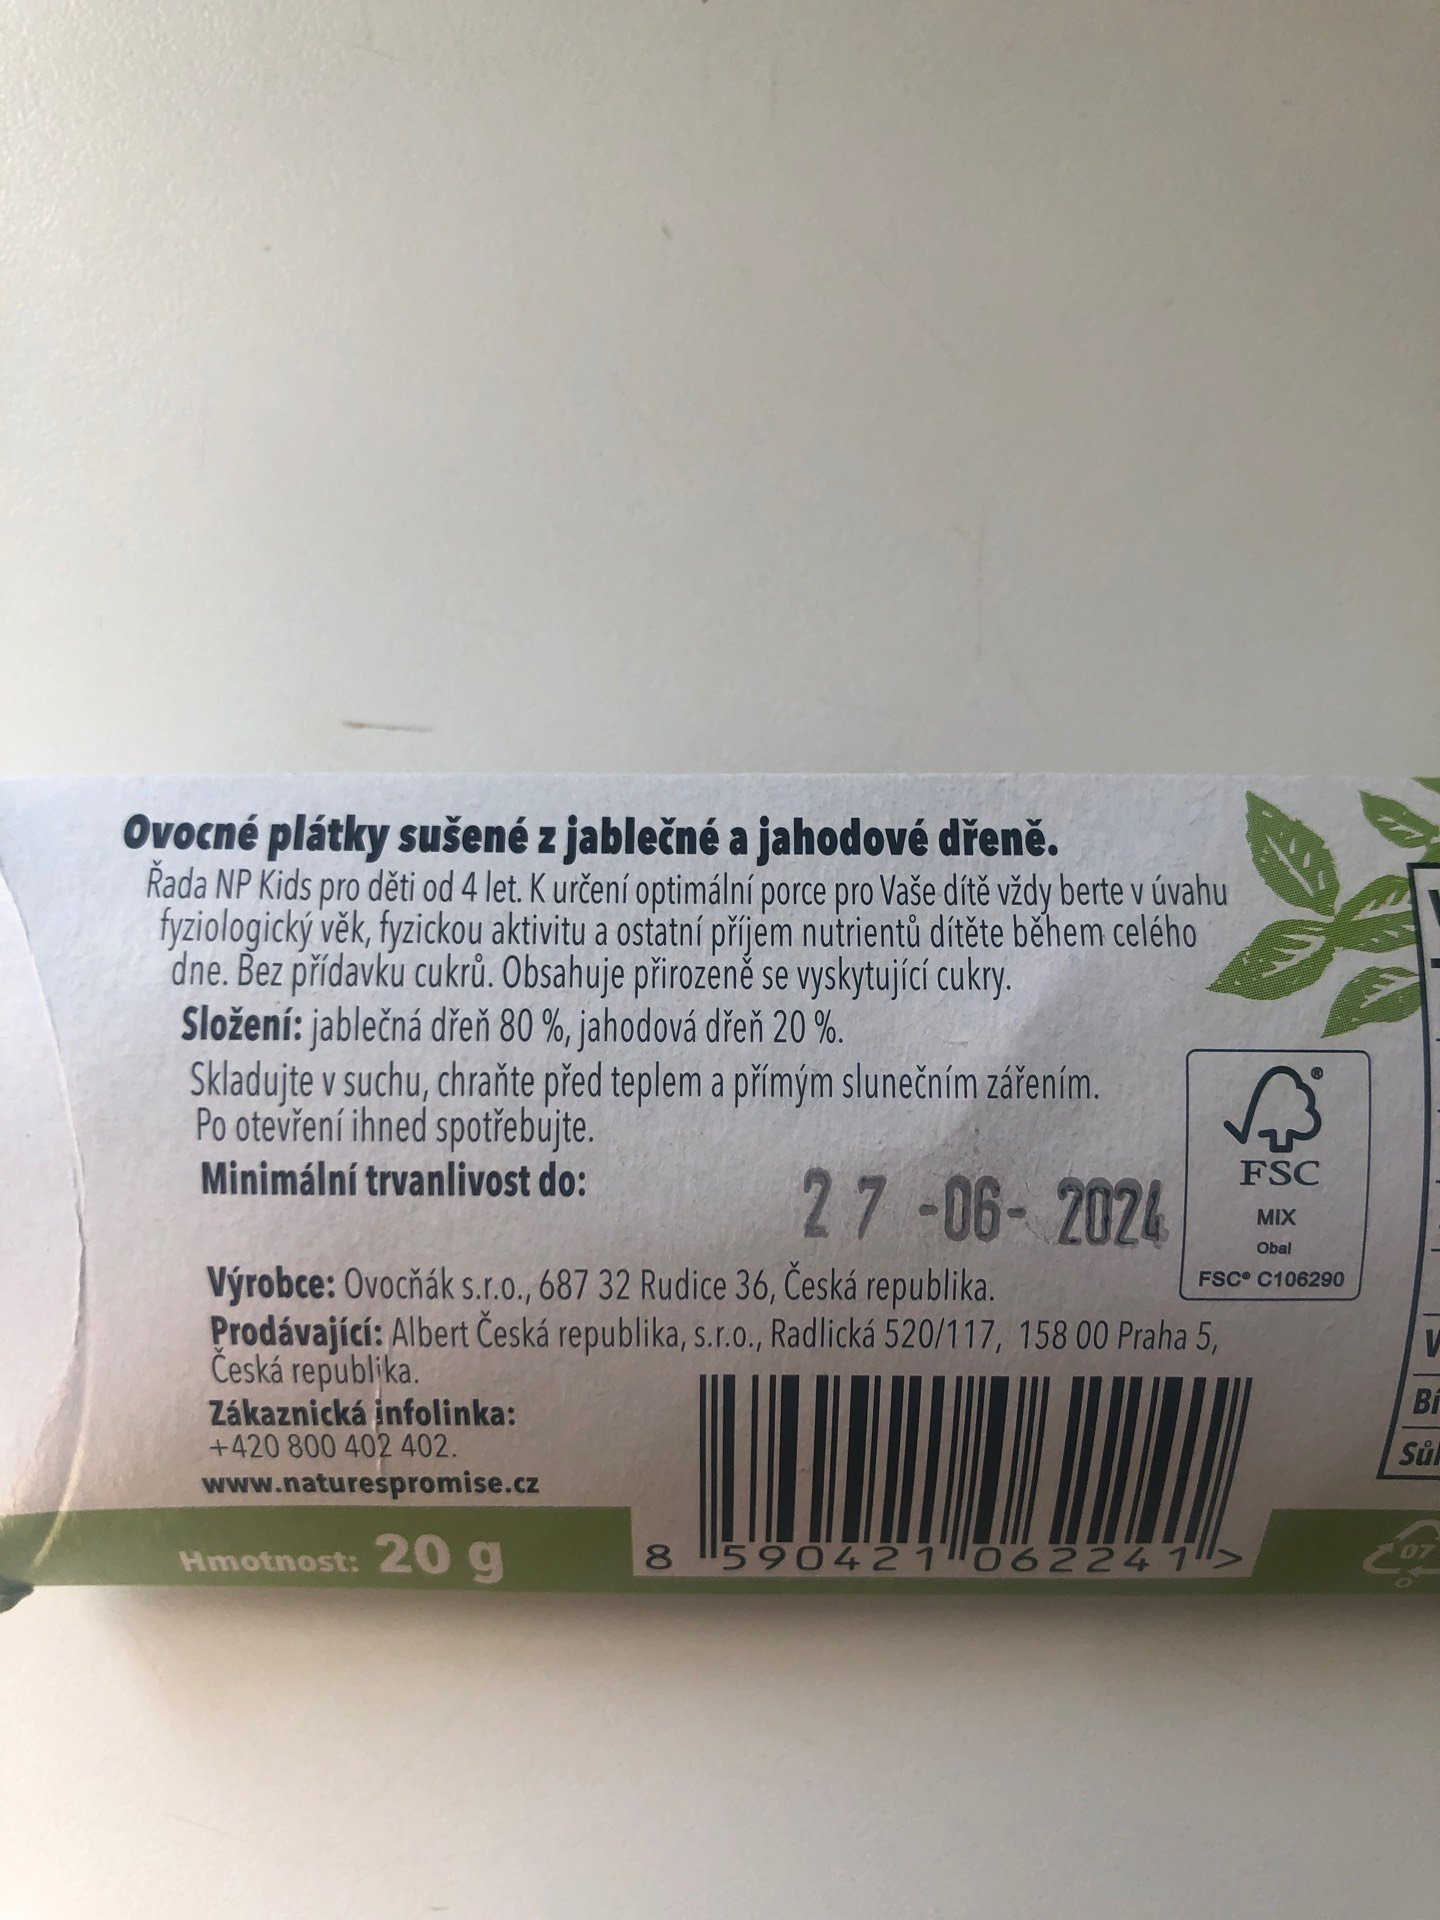 Ovocné plátky sušené z jablečné a jahodové dřeně.
Řada NP Kids pro děti od 4 let. K určení optimální porce pro Vaše dítě vždy berte v úvahu
fyziologický věk, fyzickou aktivitu a ostatní příjem nutrientů dítěte během celého
dne. Bez přídavku cukrů. Obsahuje přirozeně se vyskytující cukry.
Složení: jablečná dřeň 80 %, jahodová dřeň 20 %.
Skladujte v suchu, chraňte před teplem a přímým slunečním zářením.
Po otevření ihned spotřebujte.
Minimální trvanlivost do:
27 -06- 2024
FSC®
MIX
Obal
FSC® C106290
Výrobce: Ovocňák s.r.o., 687 32 Rudice 36, Česká republika.
Prodávající: Albert Česká republika, s.r.o., Radlická 520/117, 158 00 Praha 5,
Česká republika.
Zákaznická infolinka:
+420 800 402 402.
www.naturespromise.cz
Hmotnost: 20 g
8 590421 062241 >
07